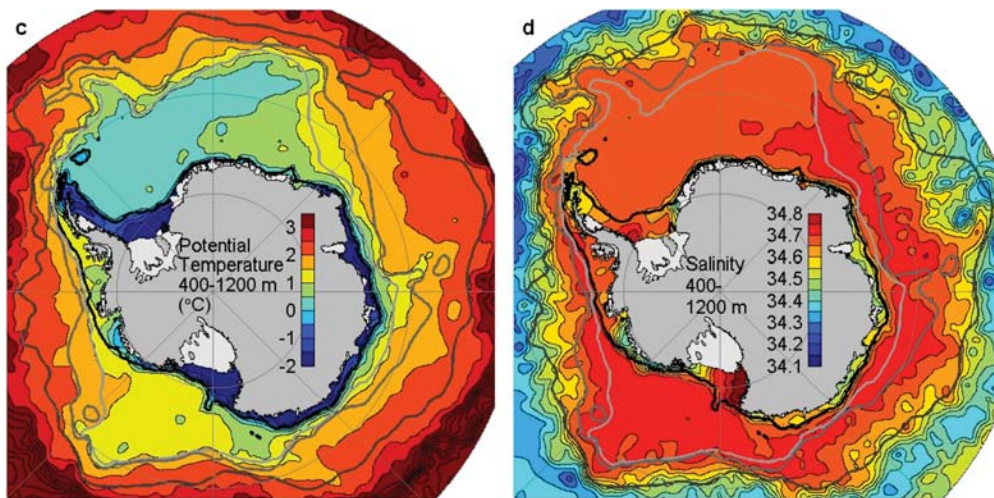 c
Potential
Temperature
400-1200 m
(°C)
3
2
1
0
-1
-2
d
Salinity
400-
1200 m
34.8
34.7
34.6
34.5
34.4
34.3
34.2
34.1